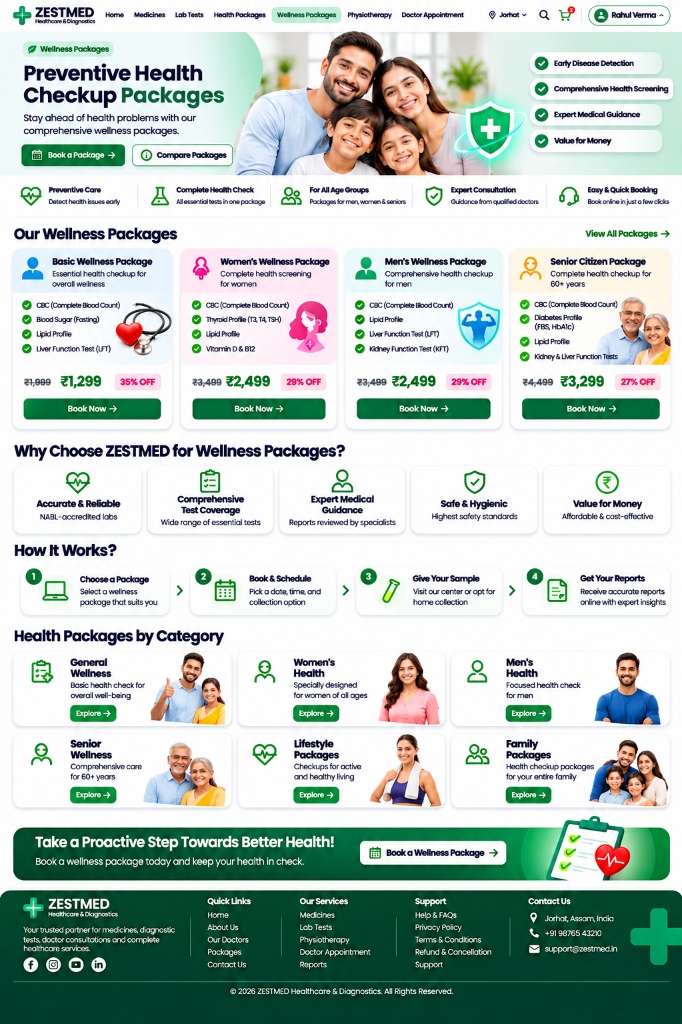 ZESTMED
Healthcare & Diagnostics
Home
Medicines
Lab Tests
Health Packages
Wellness Packages
Physiotherapy
Doctor Appointment
Jorhat
2
Rahul Verma
Wellness Packages
Preventive Health
Checkup Packages
Stay ahead of health problems with our
comprehensive wellness packages.
Book a Package →
Compare Packages
Early Disease Detection
Comprehensive Health Screening
Expert Medical Guidance
Value for Money
Preventive Care
Detect health issues early
Complete Health Check
All essential tests in one package
For All Age Groups
Packages for men, women & seniors
Expert Consultation
Guidance from qualified doctors
Easy & Quick Booking
Book online in just a few clicks
Our Wellness Packages
View All Packages →
Basic Wellness Package
Essential health checkup for
overall wellness
CBC (Complete Blood Count)
Blood Sugar (Fasting)
Lipid Profile
Liver Function Test (LFT)
₹1,999 ₹1,299 35% OFF
Book Now →
Women's Wellness Package
Complete health screening
for women
CBC (Complete Blood Count)
Thyroid Profile (T3, T4, TSH)
Lipid Profile
Vitamin D & B12
₹3,499 ₹2,499 29% OFF
Book Now →
Men's Wellness Package
Comprehensive health checkup
for men
CBC (Complete Blood Count)
Lipid Profile
Liver Function Test (LFT)
Kidney Function Test (KFT)
₹3,499 ₹2,499 29% OFF
Book Now →
Senior Citizen Package
Complete health checkup for
60+ years
CBC (Complete Blood Count)
Diabetes Profile
(FBS, HbA1c)
Lipid Profile
Kidney & Liver Function Tests
₹4,499 ₹3,299 27% OFF
Book Now →
Why Choose ZESTMED for Wellness Packages?
Accurate & Reliable
NABL-accredited labs
Comprehensive
Test Coverage
Wide range of essential tests
Expert Medical
Guidance
Reports reviewed by specialists
Safe & Hygienic
Highest safety standards
₹
Value for Money
Affordable & cost-effective
How It Works?
1
Choose a Package
Select a wellness
package that suits you
2
Book & Schedule
Pick a date, time, and
collection option
3
Give Your Sample
Visit our center or opt for
home collection
4
Get Your Reports
Receive accurate reports
online with expert insights
Health Packages by Category
General
Wellness
Basic health check for
overall well-being
Explore →
Women's
Health
Specially designed
for women of all ages
Explore →
Men's
Health
Focused health check
for men
Explore →
Senior
Wellness
Comprehensive care
for 60+ years
Explore →
Lifestyle
Packages
Checkups for active
and healthy living
Explore →
Family
Packages
Health checkup packages
for your entire family
Explore →
Take a Proactive Step Towards Better Health!
Book a wellness package today and keep your health in check.
Book a Wellness Package →
ZESTMED
Healthcare & Diagnostics
Your trusted partner for medicines, diagnostic
tests, doctor consultations and complete
healthcare services.
Quick Links
Home
About Us
Our Doctors
Packages
Contact Us
Our Services
Medicines
Lab Tests
Physiotherapy
Doctor Appointment
Reports
Support
Help & FAQs
Privacy Policy
Terms & Conditions
Refund & Cancellation
Support
Contact Us
Jorhat, Assam, India
+91 98765 43210
support@zestmed.in
© 2026 ZESTMED Healthcare & Diagnostics. All Rights Reserved.